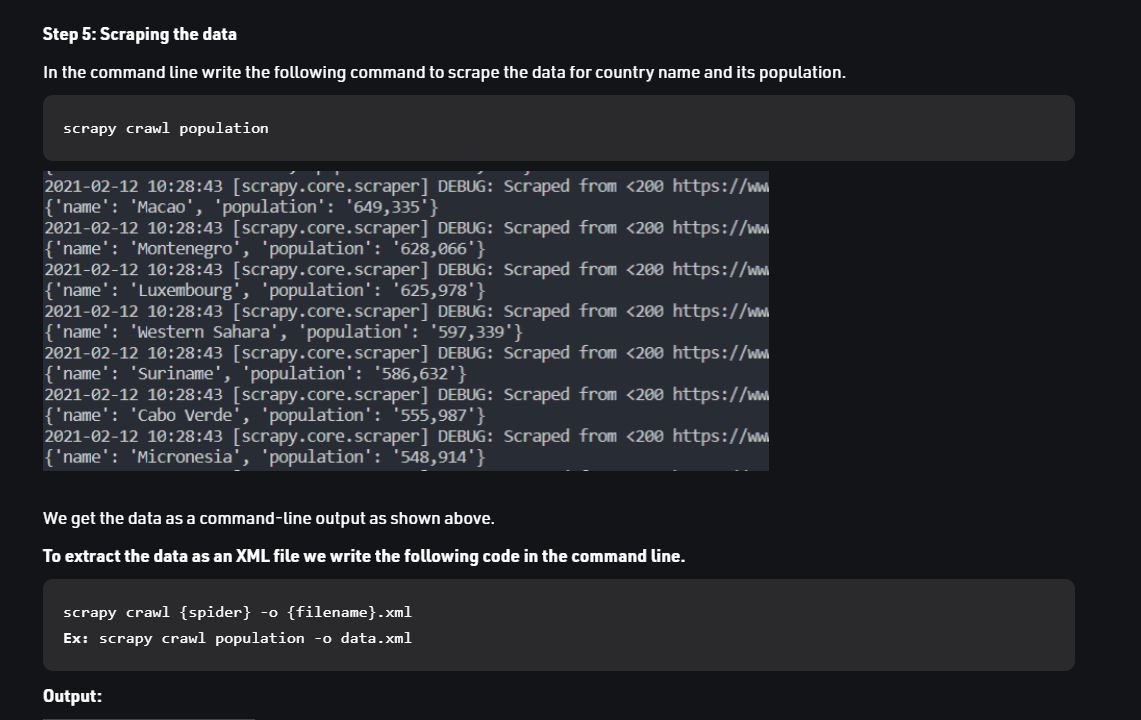 Step 5: Scraping the data
In the command line write the following command to scrape the data for country name and its population.
scrapy crawl population
2021-02-12 10:28:43 [scrapy.core.scraper] DEBUG: Scraped from <200 https://www
{'name': 'Macao', 'population': '649,335'}
2021-02-12 10:28:43 [scrapy.core.scraper] DEBUG: Scraped from <200 https://www
{'name': 'Montenegro', 'population': '628,066'}
2021-02-12 10:28:43 [scrapy.core.scraper] DEBUG: Scraped from <200 https://www
{'name': 'Luxembourg', 'population': '625,978'}
2021-02-12 10:28:43 [scrapy.core.scraper] DEBUG: Scraped from <200 https://www
{'name': 'Western Sahara', 'population': '597,339'}
2021-02-12 10:28:43 [scrapy.core.scraper] DEBUG: Scraped from <200 https://www
{'name': 'Suriname', 'population': '586,632'}
2021-02-12 10:28:43 [scrapy.core.scraper] DEBUG: Scraped from <200 https://www
{'name': 'Cabo Verde', 'population': '555,987'}
2021-02-12 10:28:43 [scrapy.core.scraper] DEBUG: Scraped from <200 https://www
{'name': 'Micronesia', 'population': '548,914'}
We get the data as a command-line output as shown above.
To extract the data as an XML file we write the following code in the command line.
scrapy crawl {spider} -o {filename}.xml
Ex: scrapy crawl population -o data.xml
Output: